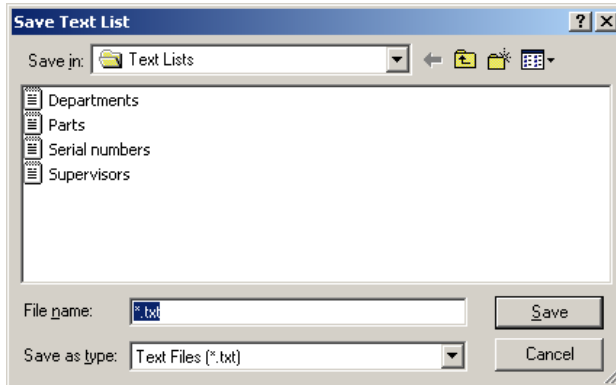 Save Text List
Save in: Text Lists
Departments
Parts
Serial numbers
Supervisors
File name: *.txt Save
Save as type: Text Files (*.txt) Cancel